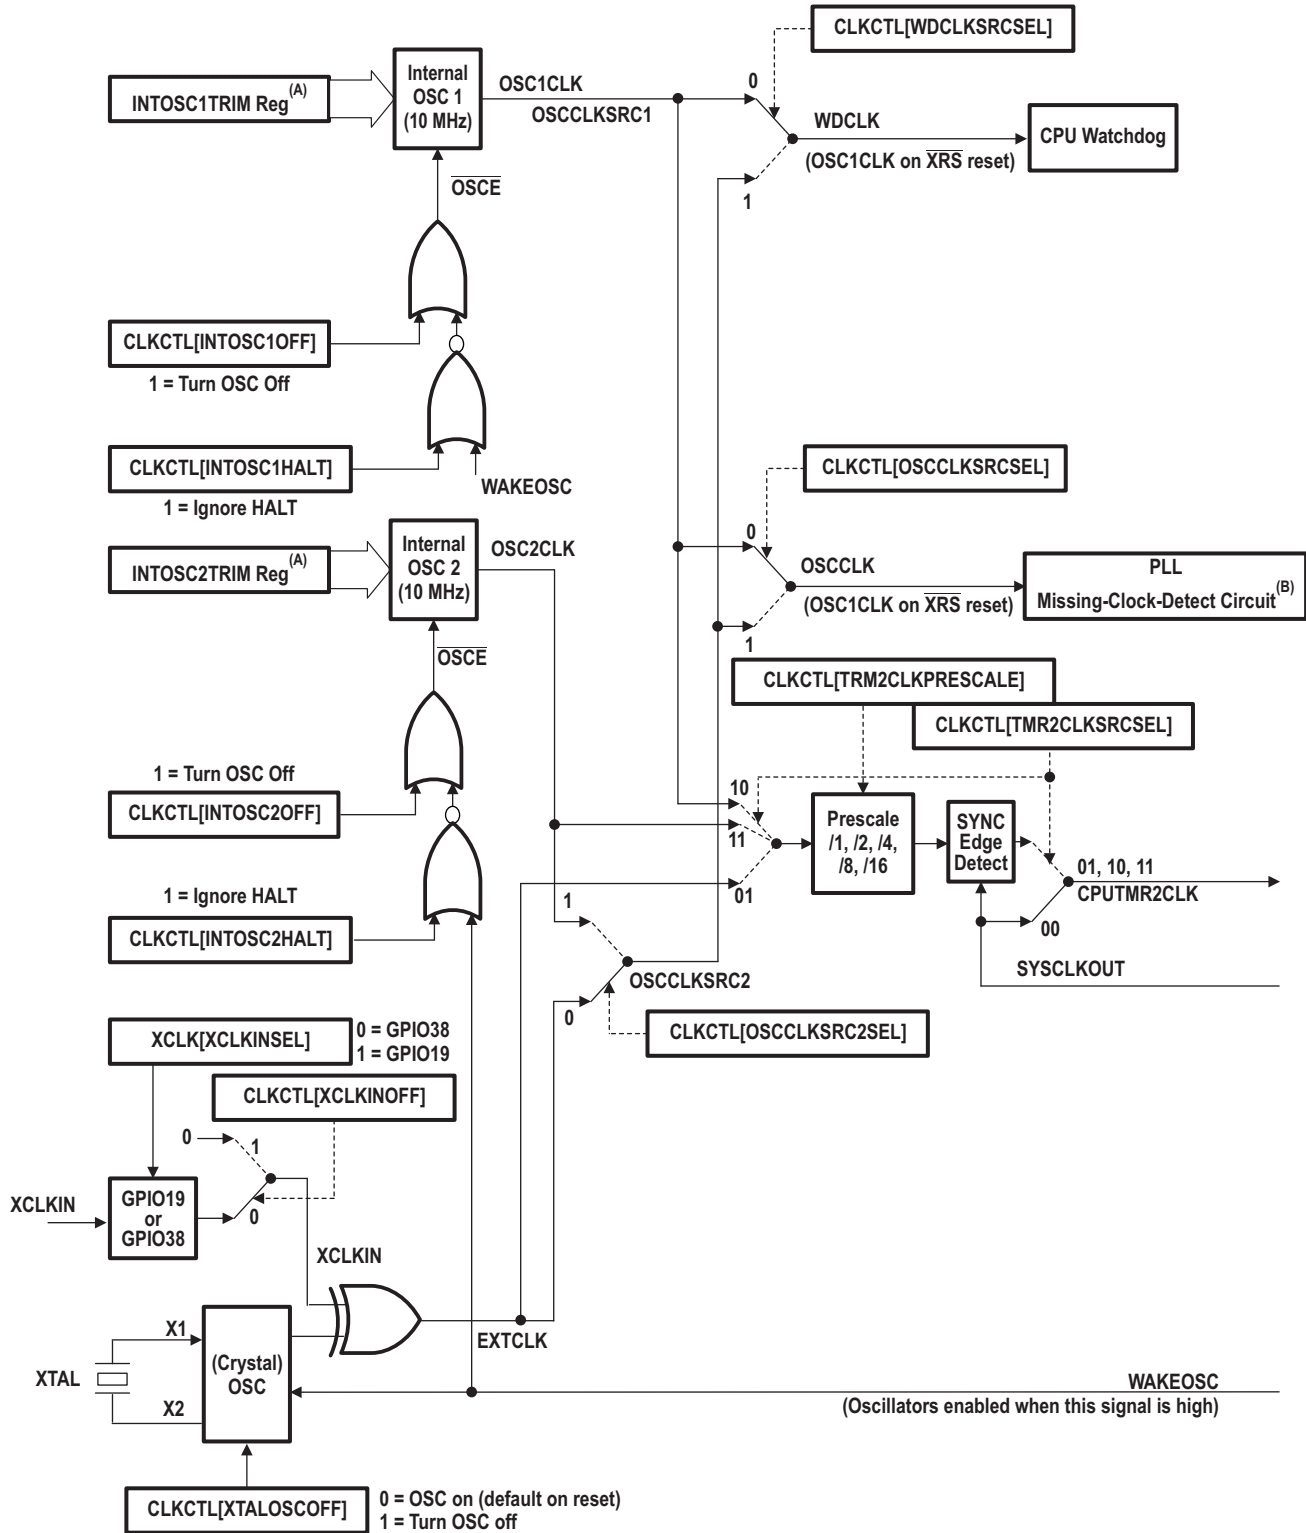 CLKCTL[WDCLKSRCSEL]
Internal
OSC 1
(10 MHz)
INTOSC1TRIM Reg(A)
OSC1CLK
OSCCLKSRC1
0
WDCLK
(OSC1CLK on XRS reset)
CPU Watchdog
1
OSCE
CLKCTL[INTOSC1OFF]
1 = Turn OSC Off
CLKCTL[INTOSC1HALT]
1 = Ignore HALT
WAKEOSC
CLKCTL[OSCCLKSRCSEL]
Internal
OSC 2
(10 MHz)
INTOSC2TRIM Reg(A)
OSC2CLK
0
OSCCLK
(OSC1CLK on XRS reset)
PLL
Missing-Clock-Detect Circuit(B)
1
OSCE
CLKCTL[TRM2CLKPRESCALE]
CLKCTL[TMR2CLKSRCSEL]
1 = Turn OSC Off
CLKCTL[INTOSC2OFF]
10
11
01
Prescale
/1, /2, /4,
/8, /16
SYNC
Edge
Detect
01, 10, 11
CPUTMR2CLK
00
SYSCLKOUT
1 = Ignore HALT
CLKCTL[INTOSC2HALT]
1
OSCCLKSRC2
0
CLKCTL[OSCCLKSRC2SEL]
XCLK[XCLKINSEL]
0 = GPIO38
1 = GPIO19
CLKCTL[XCLKINOFF]
0
1
XCLKIN
GPIO19
or
GPIO38
0
XCLKIN
EXTCLK
X1
XTAL
X2
(Crystal)
OSC
WAKEOSC
(Oscillators enabled when this signal is high)
CLKCTL[XTALOSCOFF]
0 = OSC on (default on reset)
1 = Turn OSC off